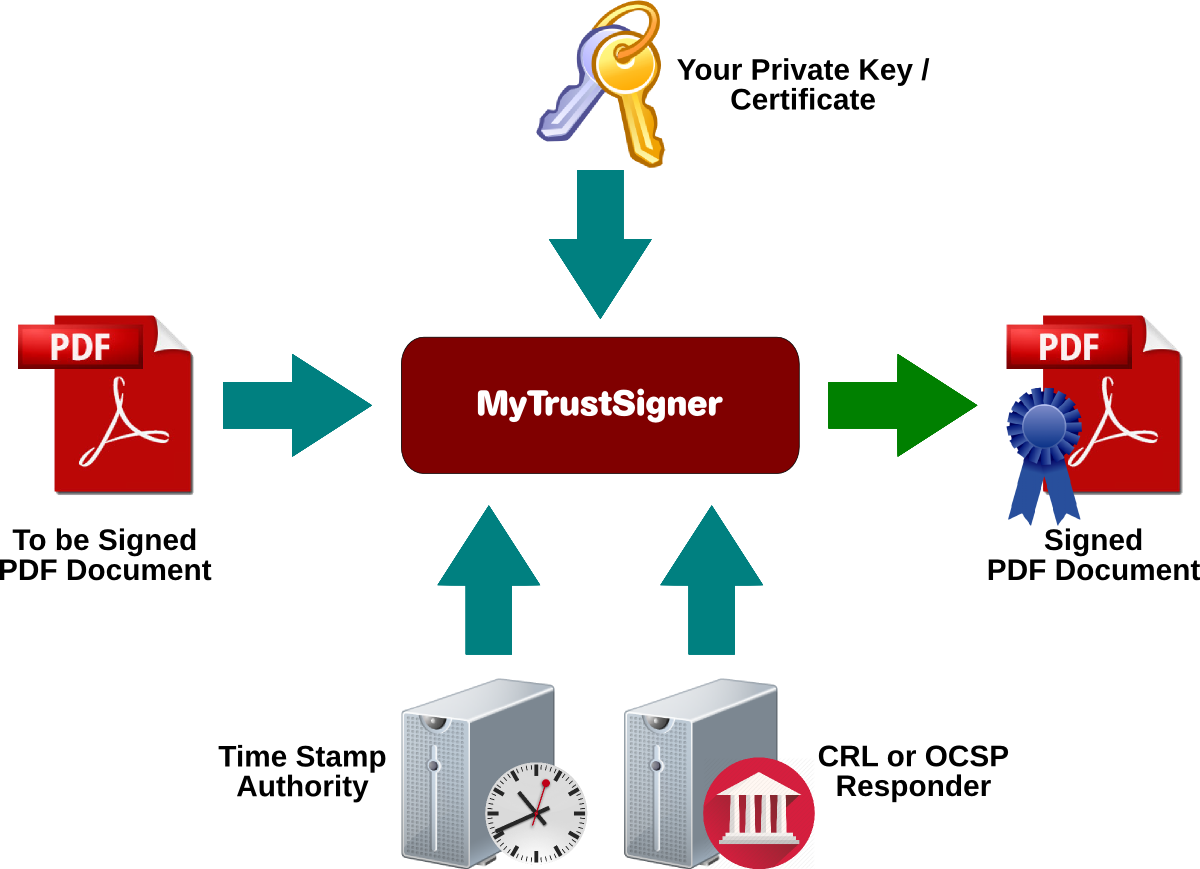 Your Private Key /
Certificate
PDF
PDF
MyTrustSigner
To be Signed
PDF Document
Signed
PDF Document
Time Stamp
Authority
CRL or OCSP
Responder